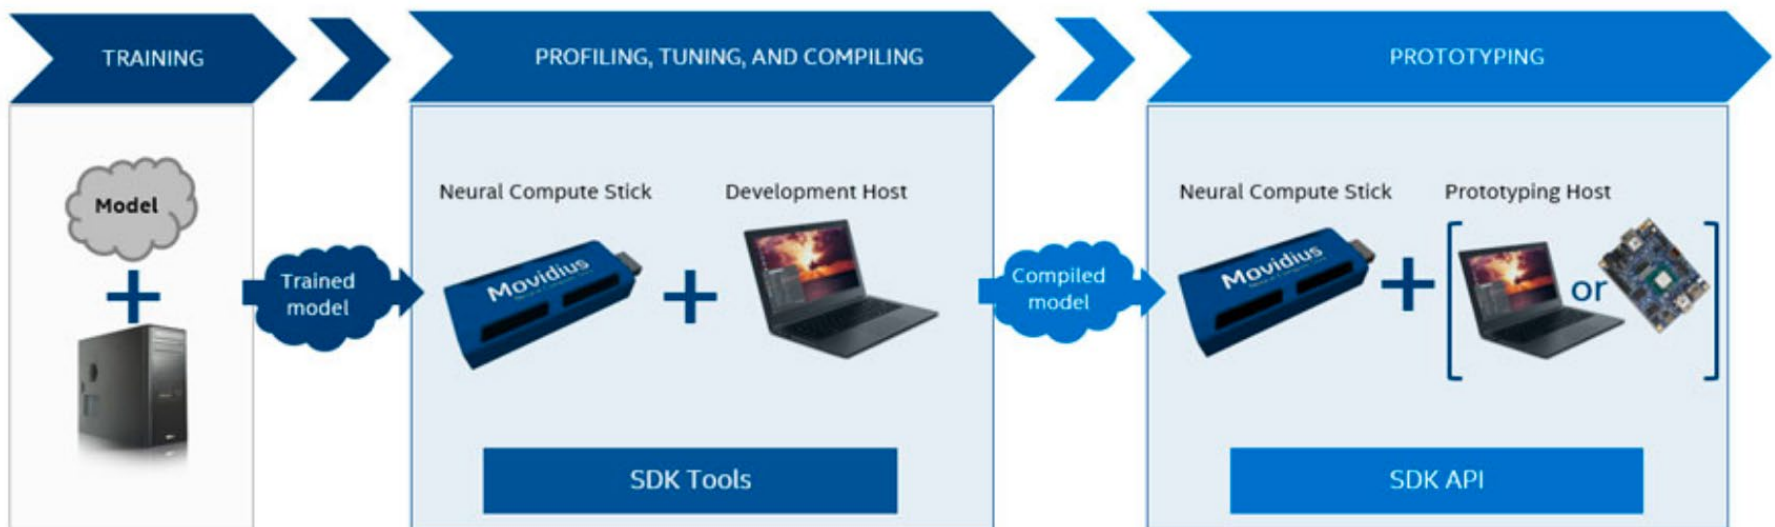 TRAINING
PROFILING, TUNING, AND COMPILING
PROTOTYPING
Model
Trained
model
Neural Compute Stick
Development Host
Movidius
SDK Tools
Compiled
model
Neural Compute Stick
Prototyping Host
Movidius
or
SDK API